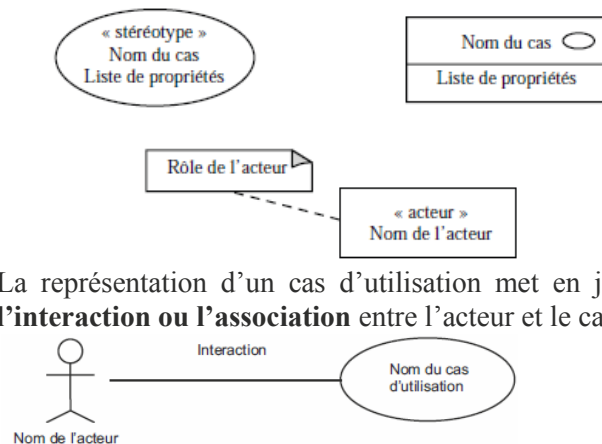 « stéréotype »
Nom du cas
Liste de propriétés
Nom du cas
Liste de propriétés
Rôle de l’acteur
« acteur »
Nom de l’acteur
La représentation d’un cas d’utilisation met en
l’interaction ou l’association entre l’acteur et le
Interaction
Nom du cas
d'utilisation
Nom de l'acteur